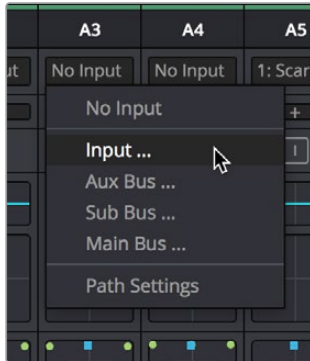 A3 A4 A5
ut No Input No Input 1: Scar
No Input
+
Input ...
I
Aux Bus ...
Sub Bus ...
Main Bus ...
Path Settings